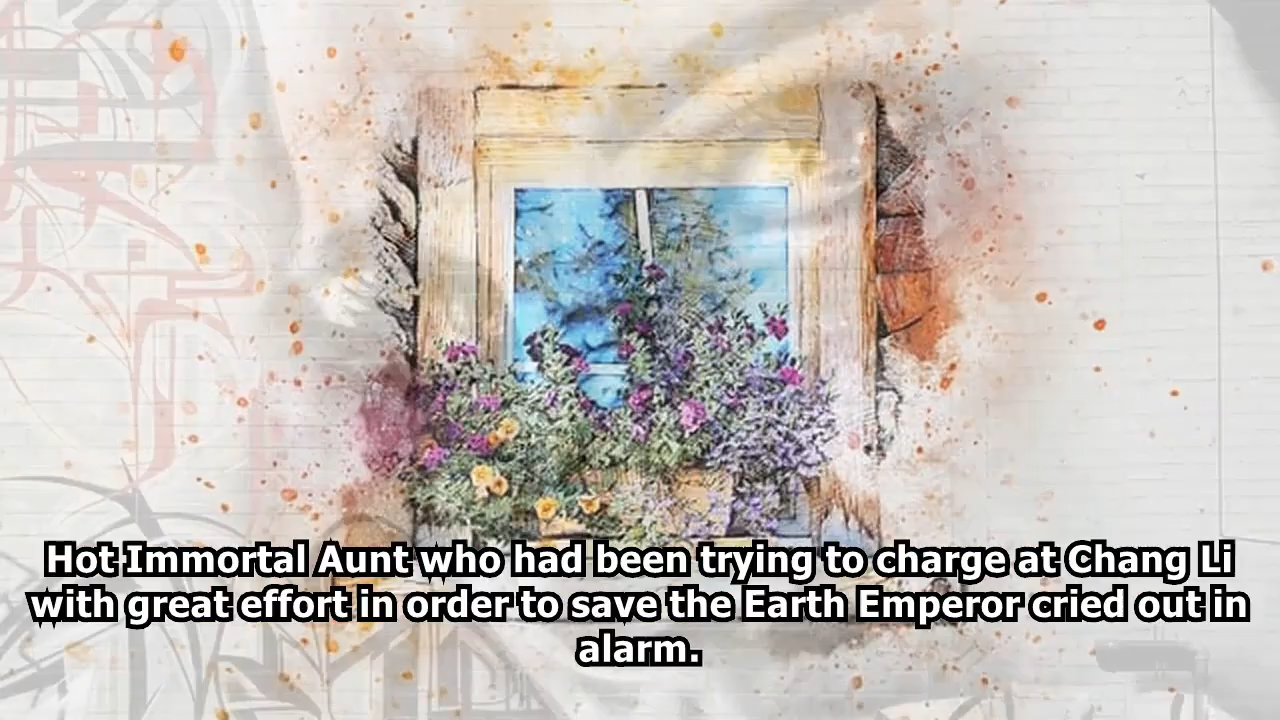 Hot Immortal Aunt who had been trying to charge at Chang Li
with great effort in order to save the Earth Emperor cried out in
alarm.